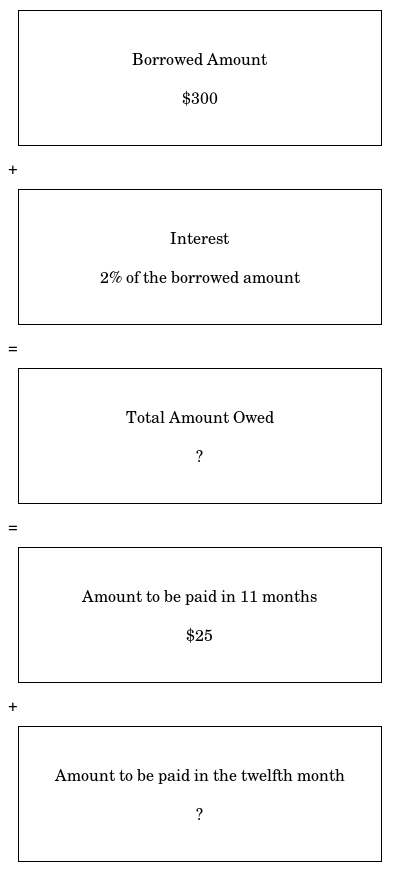 Borrowed Amount
$300
+
Interest
2% of the borrowed amount
=
Total Amount Owed
?
=
Amount to be paid in 11 months
$25
+
Amount to be paid in the twelfth month
?